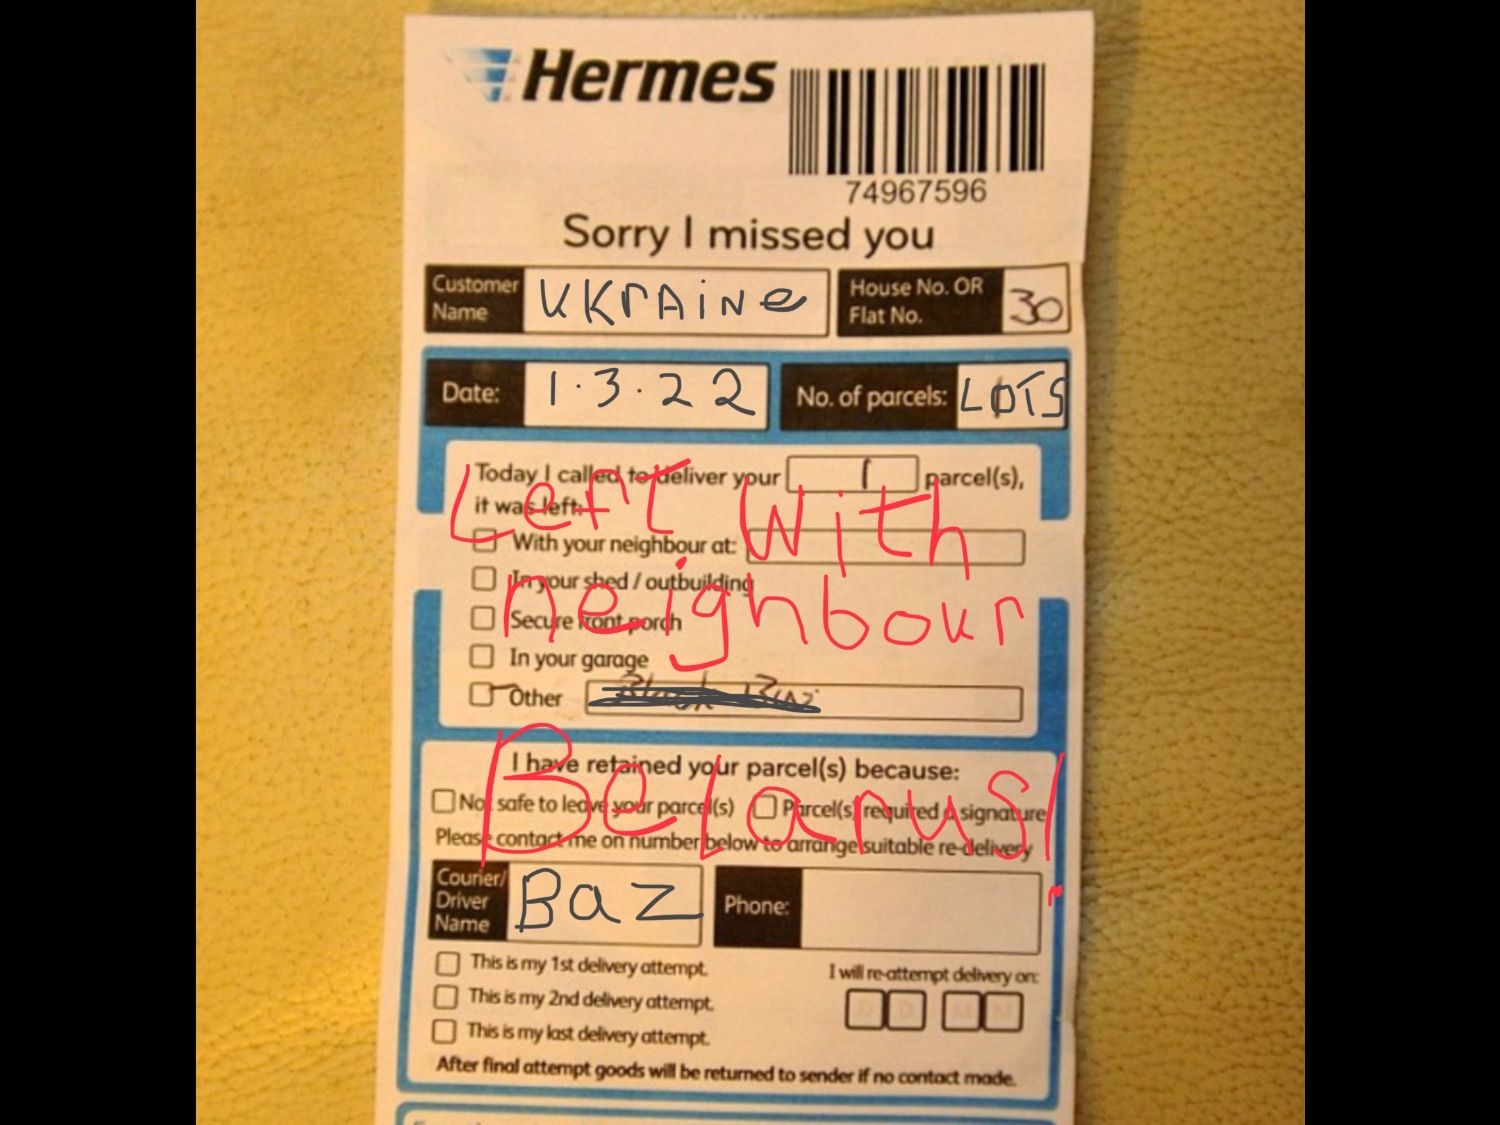 Hermes
74967596
Sorry I missed you
Customer Name UKrAiNe House No. OR Flat No. 30
Date: 1.3.22 No. of parcels: LOTS
Today I called to deliver your 1 parcel(s),
it was left:
Left With
neighbour
Belarus!
With your neighbour at:
In your shed / outbuilding
Secure front porch
In your garage
Other
I have retained your parcel(s) because:
Not safe to leave your parcel(s) Parcel(s) required a signature
Please contact me on number below to arrange suitable re-delivery
Courier/ Driver Name Baz Phone:
This is my 1st delivery attempt. I will re-attempt delivery on:
This is my 2nd delivery attempt. D D M M
This is my last delivery attempt.
After final attempt goods will be returned to sender if no contact made.